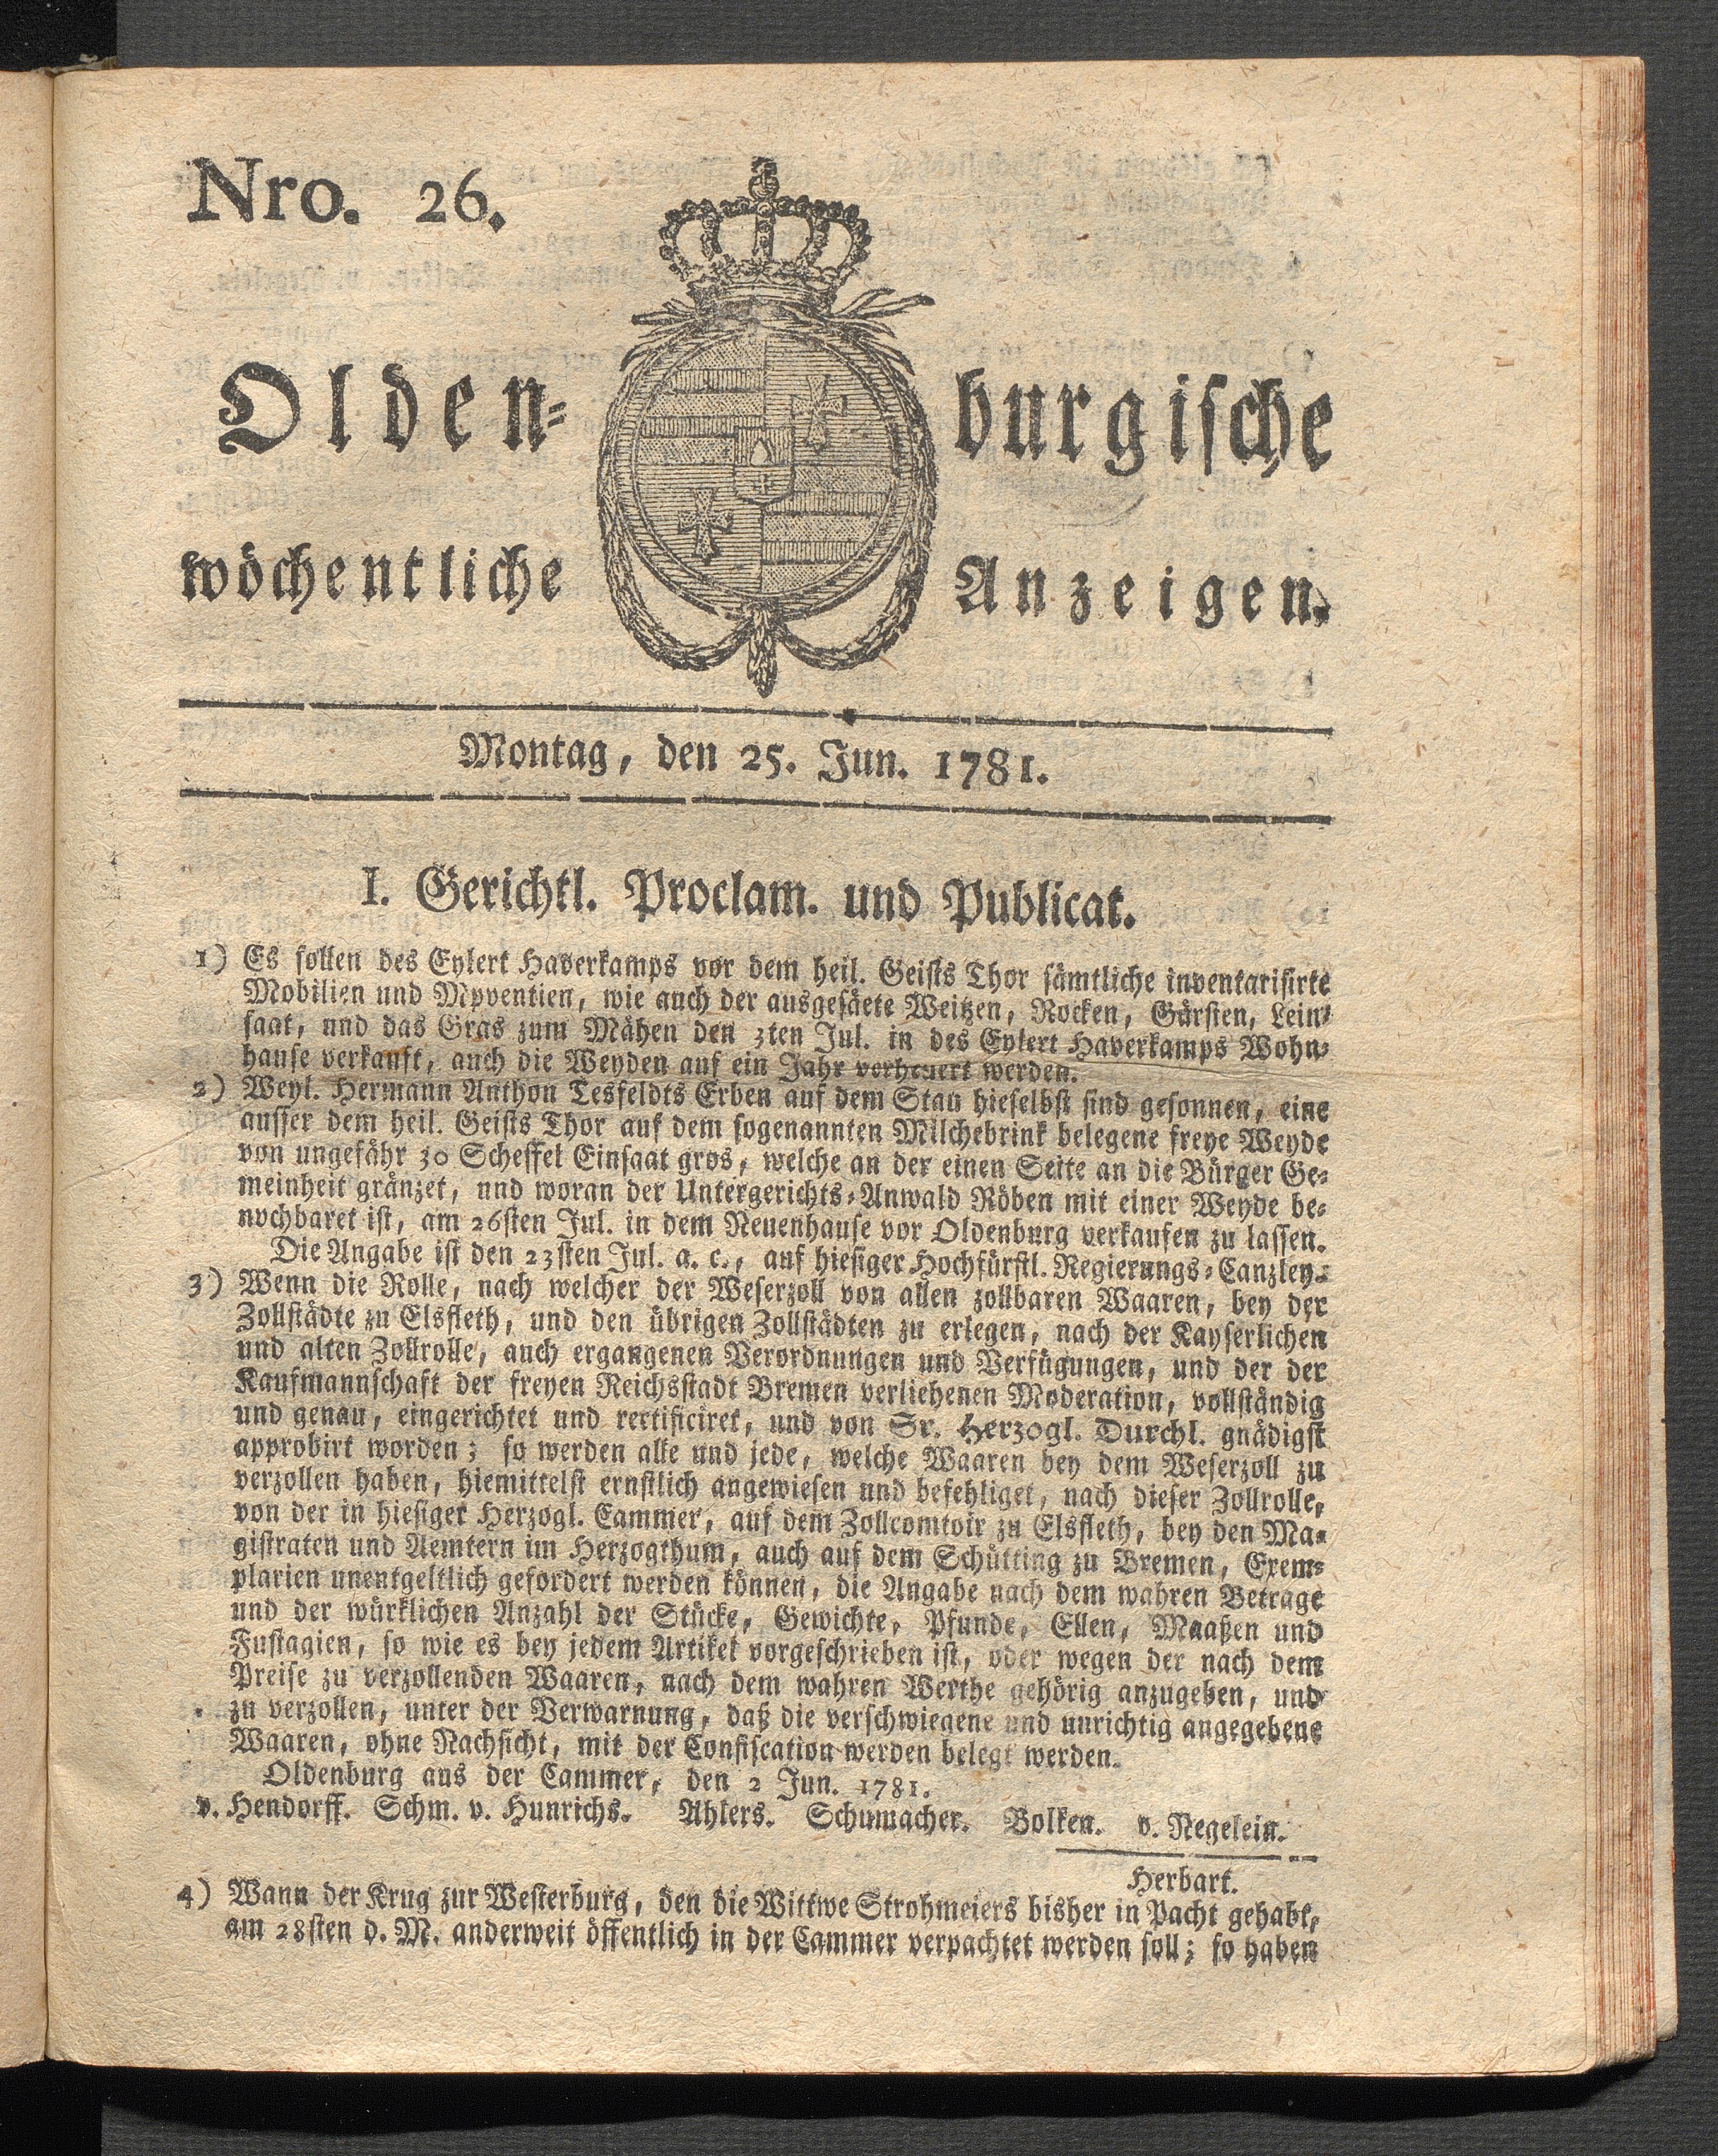 Nro. 26.
Olden-burgische
wöchentliche Anzeigen.
Montag, den 25. Jun. 1781.
I. Gerichtl. Proclam. und Publicat.
1) Es sollen des Eylert Haverkamps vor dem heil. Geists Thor sämtliche inventarisirte
Mobilien und Mpventien, wie auch der ausgesäete Weitzen, Rocken, Gärsten, Lein-
saat, und das Gras zum Mähen den 3ten Jul. in des Eylert Haverkamps Wohn-
hause verkauft, auch die Weyden auf ein Jahr verheuert werden.
2) Weyl. Hermann Anthon Tesfeldts Erben auf dem Stau hieselbst sind gesonnen, eine
ausser dem heil. Geists Thor auf dem sogenannten Milchebrink belegene freye Weyde
von ungefähr 30 Scheffel Einsaat gros, welche an der einen Seite an die Bürger Ge-
meinheit gränzet, und woran der Untergerichts-Anwald Röben mit einer Weyde be-
nochbaret ist, am 26sten Jul. in dem Neuenhause vor Oldenburg verkaufen zu lassen.
Die Angabe ist den 23sten Jul. a. c., auf hiesiger Hochfürstl. Regierungs-Canzley.
3) Wenn die Rolle, nach welcher der Weserzoll von allen zollbaren Waaren, bey der
Zollstädte zu Elsfleth, und den übrigen Zollstädten zu erlegen, nach der Kayserlichen
und alten Zollrolle, auch ergangenen Verordnungen und Verfügungen, und der der
Kaufmannschaft der freyen Reichsstadt Bremen verliehenen Moderation, vollständig
und genau, eingerichtet und rectificiret, und von Sr. Herzogl. Durchl. gnädigst
approbirt worden; so werden alle und jede, welche Waaren bey dem Weserzoll zu
verzollen haben, hiemittelst ernstlich angewiesen und befehliget, nach dieser Zollrolle,
von der in hiesiger Herzogl. Cammer, auf dem Zollcomtoir zu Elsfleth, bey den Ma-
gistraten und Aemtern im Herzogthum, auch auf dem Schütting zu Bremen, Exem-
plarien unentgeltlich gefordert werden können, die Angabe nach dem wahren Betrage
und der würklichen Anzahl der Stücke, Gewichte, Pfunde, Ellen, Maaßen und
Fustagien, so wie es bey jedem Artikel vorgeschrieben ist, oder wegen der nach dem
Preise zu verzollenden Waaren, nach dem wahren Werthe gehörig anzugeben, und
zu verzollen, unter der Verwarnung, daß die verschwiegene und unrichtig angegebene
Waaren, ohne Nachsicht, mit der Confiscation werden belegt werden.
Oldenburg aus der Cammer, den 2 Jun. 1781.
v. Hendorff. Schm. v. Hunrichs. Ahlers. Schumacher. Bolken. v. Negelein.
Herbart.
4) Wann der Krug zur Westerburg, den die Wittwe Strohmeiers bisher in Pacht gehabt,
am 28sten d. M. anderweit öffentlich in der Cammer verpachtet werden soll; so haben